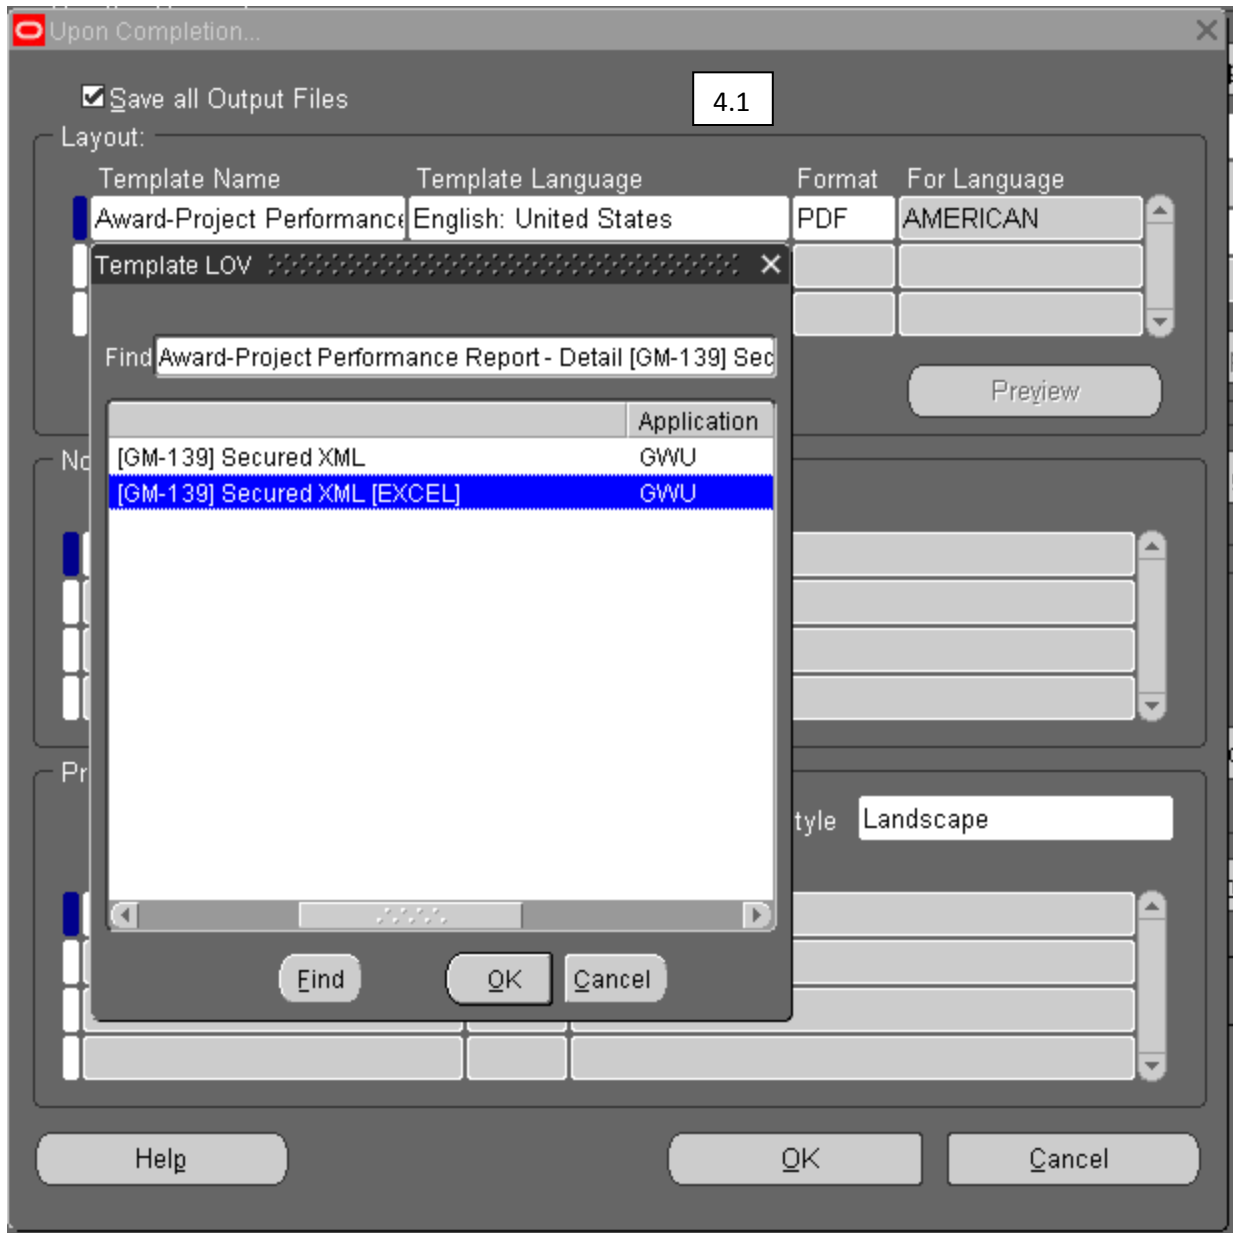 Upon Completion...
Save all Output Files
4.1
Layout:
Template Name Template Language Format For Language
Award-Project Performance English: United States PDF AMERICAN
Template LOV
Find Award-Project Performance Report - Detail [GM-139] Sec
Preview
Application
[GM-139] Secured XML GWU
[GM-139] Secured XML [EXCEL] GWU
No
Pr
tyle Landscape
Find OK Cancel
Help OK Cancel